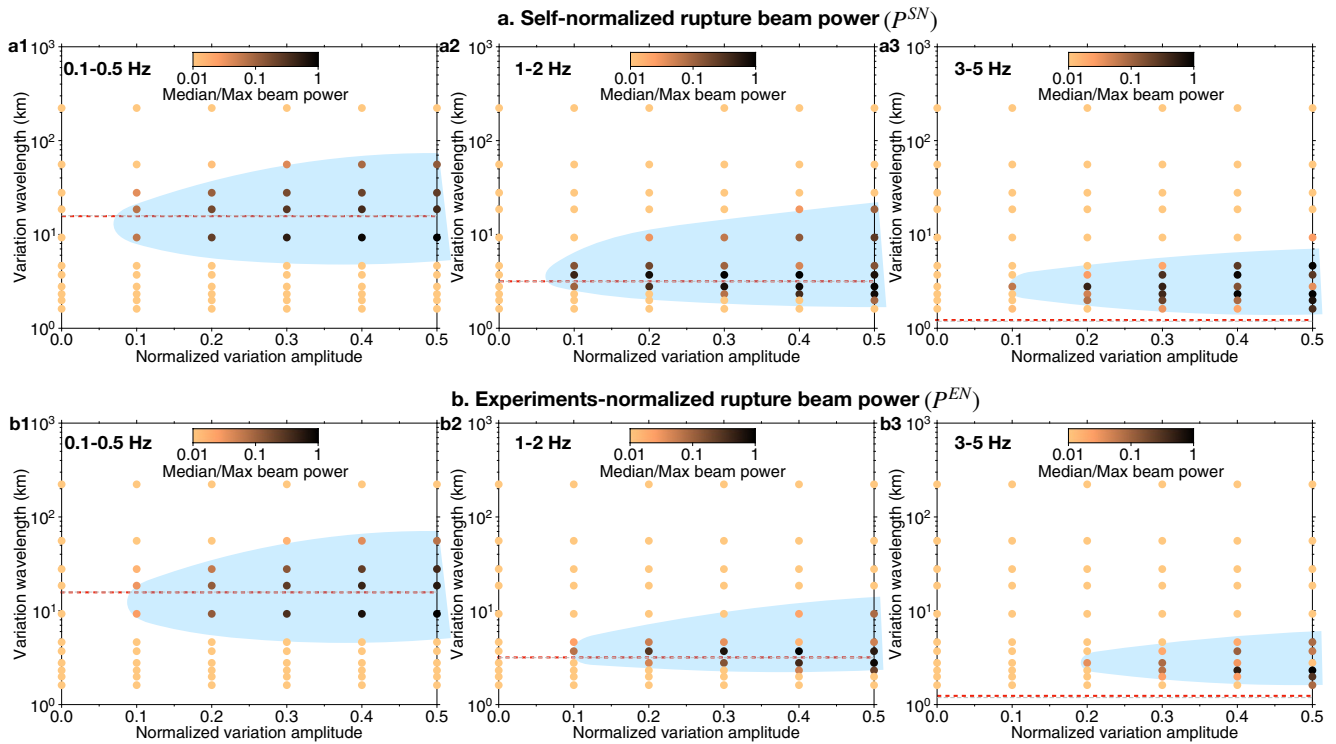 a. Self-normalized rupture beam power (P^{SN})
a1
0.1-0.5 Hz
0.01 0.1 1
Median/Max beam power
Variation wavelength (km)
10^3
10^2
10^1
10^0
0.0 0.1 0.2 0.3 0.4 0.5
Normalized variation amplitude
a2
1-2 Hz
0.01 0.1 1
Median/Max beam power
Variation wavelength (km)
10^3
10^2
10^1
10^0
0.0 0.1 0.2 0.3 0.4 0.5
Normalized variation amplitude
a3
3-5 Hz
0.01 0.1 1
Median/Max beam power
Variation wavelength (km)
10^3
10^2
10^1
10^0
0.0 0.1 0.2 0.3 0.4 0.5
Normalized variation amplitude
b. Experiments-normalized rupture beam power (P^{EN})
b1
0.1-0.5 Hz
0.01 0.1 1
Median/Max beam power
Variation wavelength (km)
10^3
10^2
10^1
10^0
0.0 0.1 0.2 0.3 0.4 0.5
Normalized variation amplitude
b2
1-2 Hz
0.01 0.1 1
Median/Max beam power
Variation wavelength (km)
10^3
10^2
10^1
10^0
0.0 0.1 0.2 0.3 0.4 0.5
Normalized variation amplitude
b3
3-5 Hz
0.01 0.1 1
Median/Max beam power
Variation wavelength (km)
10^3
10^2
10^1
10^0
0.0 0.1 0.2 0.3 0.4 0.5
Normalized variation amplitude